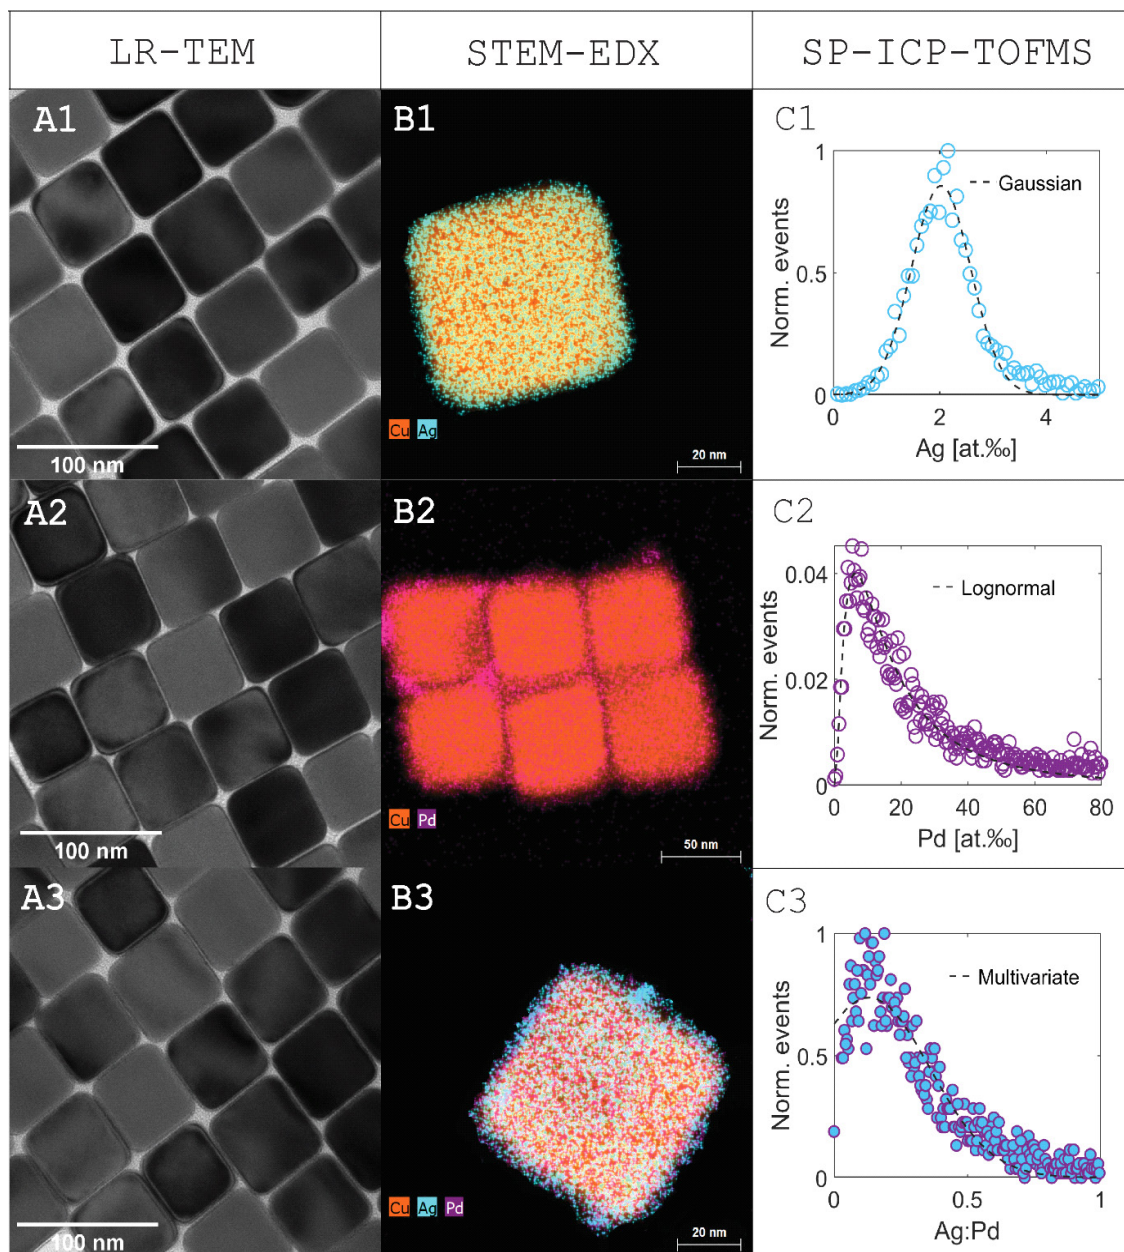 LR-TEM STEM-EDX SP-ICP-TOFMS
A1
100 nm
B1
Cu Ag
20 nm
C1
Norm. events
1
0.5
0
Gaussian
0 2 4
Ag [at.‰]
A2
100 nm
B2
Cu Pd
50 nm
C2
Norm. events
0.04
0.02
0
Lognormal
0 20 40 60 80
Pd [at.‰]
A3
100 nm
B3
Cu Ag Pd
20 nm
C3
Norm. events
1
0.5
0
Multivariate
0 0.5 1
Ag:Pd